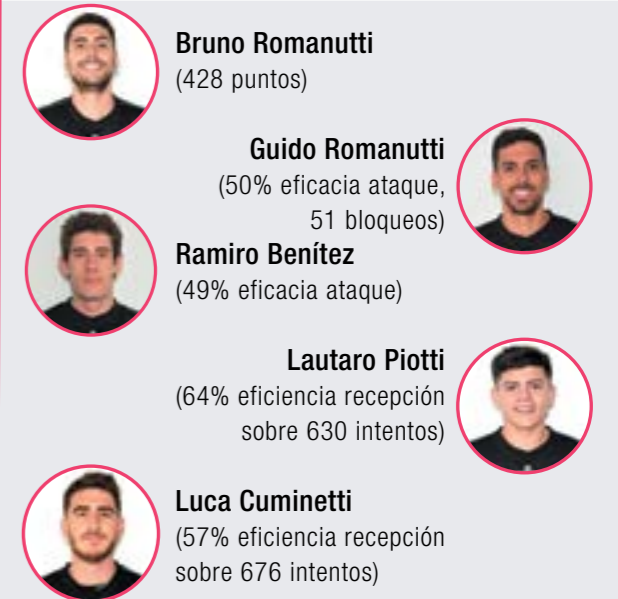 Bruno Romanutti
(428 puntos)
Guido Romanutti
(50% eficacia ataque,
51 bloqueos)
Ramiro Benítez
(49% eficacia ataque)
Lautaro Piotti
(64% eficiencia recepción
sobre 630 intentos)
Luca Cuminetti
(57% eficiencia recepción
sobre 676 intentos)